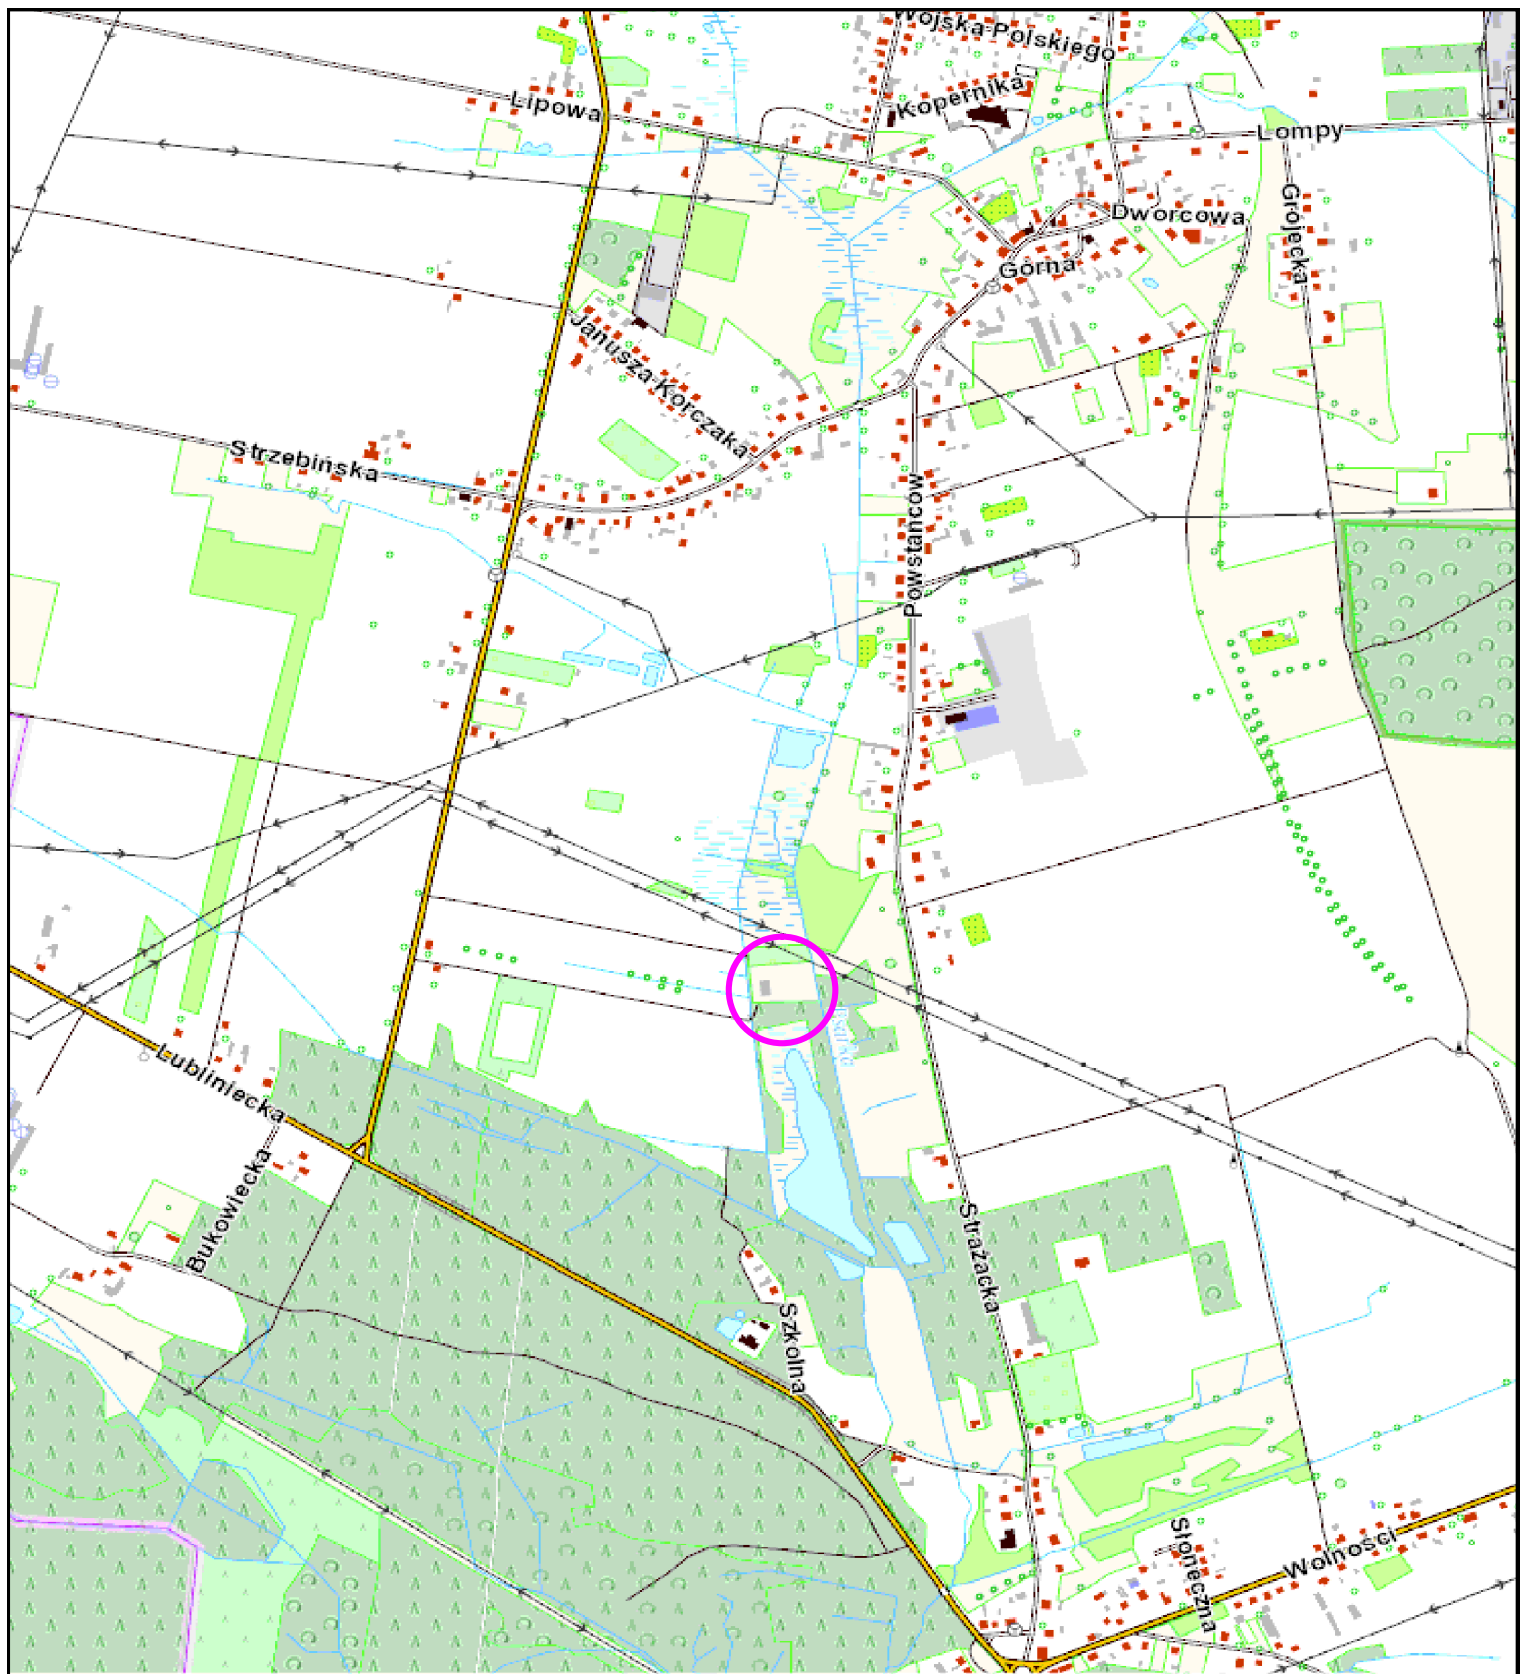 Wojska Polskiego
Kopernika
Lipowa
Lompy
Dworcowa
Grójecka
Górna
Janusza Korczaka
Strzebińska
Powstańców
Lubliniecka
Bukowiecka
Strażacka
Szkolna
Słoneczna
Wolności